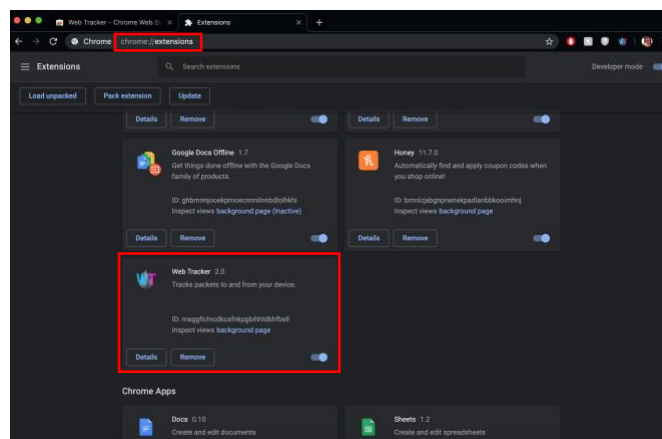 Web Tracker - Chrome Web St
Extensions
Chrome
chrome://extensions
Extensions
Search extensions
Developer mode
Load unpacked
Pack extension
Update
Details
Remove
Details
Remove
Google Docs Offline 1.7
Get things done offline with the Google Docs
family of products.
ID: ghbmnnjooekpmoecnnnilnnbdlolhkhi
Inspect views background page (Inactive)
Details
Remove
Honey 11.7.0
Automatically find and apply coupon codes when
you shop online!
ID: bmnlcjabgnpnenekpadlanbbkooimhnj
Inspect views background page
Details
Remove
Web Tracker 2.0
Tracks packets to and from your device.
ID:
Inspect views background page
Details
Remove
Chrome Apps
Docs 0.10
Create and edit documents
Sheets 1.2
Create and edit spreadsheets